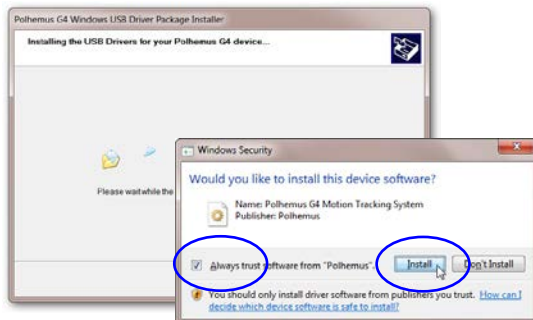 Polhemus G4 Windows USB Driver Package Installer
Installing the USB Drivers for your Polhemus G4 device...
Please wait while the
Windows Security
Would you like to install this device software?
Name: Polhemus G4 Motion Tracking System
Publisher: Polhemus
Always trust software from "Polhemus".
Install
Don't Install
You should only install driver software from publishers you trust. How can I
decide which device software is safe to install?